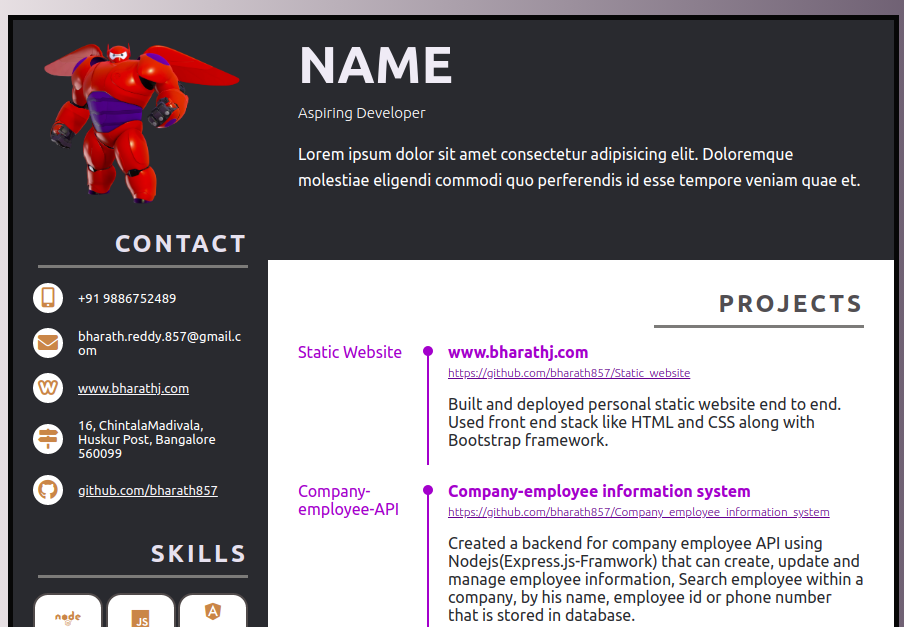 NAME
Aspiring Developer
Lorem ipsum dolor sit amet consectetur adipisicing elit. Doloremque
molestiae eligendi commodi quo perferendis id esse tempore veniam quae et.
CONTACT
+91 9886752489
bharath.reddy.857@gmail.c
om
www.bharathj.com
16, ChintalaMadivala,
Huskur Post, Bangalore
560099
github.com/bharath857
SKILLS
node
JS
A
PROJECTS
Static Website
www.bharathj.com
https://github.com/bharath857/Static_website
Built and deployed personal static website end to end.
Used front end stack like HTML and CSS along with
Bootstrap framework.
Company-
employee-API
Company-employee information system
https://github.com/bharath857/Company_employee_information_system
Created a backend for company employee API using
Nodejs(Express.js-Framwork) that can create, update and
manage employee information, Search employee within a
company, by his name, employee id or phone number
that is stored in database.